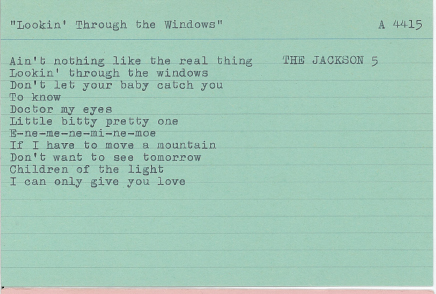 "Lookin' Through the Windows" A 4415
Ain't nothing like the real thing THE JACKSON 5
Lookin' through the windows
Don't let your baby catch you
To know
Doctor my eyes
Little bitty pretty one
E-ne-me-ne-mi-ne-moe
If I have to move a mountain
Don't want to see tomorrow
Children of the light
I can only give you love